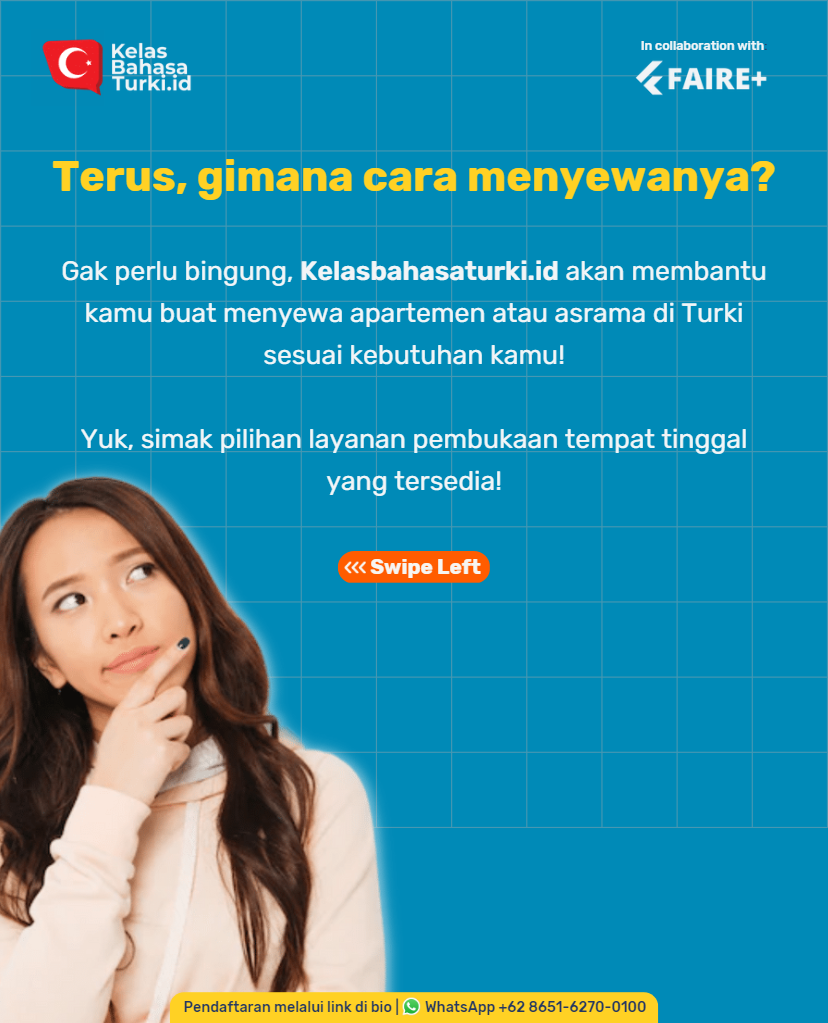 Kelas
Bahasa
Turki.id
In collaboration with
FAIRE+
Terus, gimana cara menyewanya?
Gak perlu bingung, Kelasbahasaturki.id akan membantu
kamu buat menyewa apartemen atau asrama di Turki
sesuai kebutuhan kamu!
Yuk, simak pilihan layanan pembukaan tempat tinggal
yang tersedia!
<<< Swipe Left
Pendaftaran melalui link di bio | WhatsApp +62 8651-6270-0100